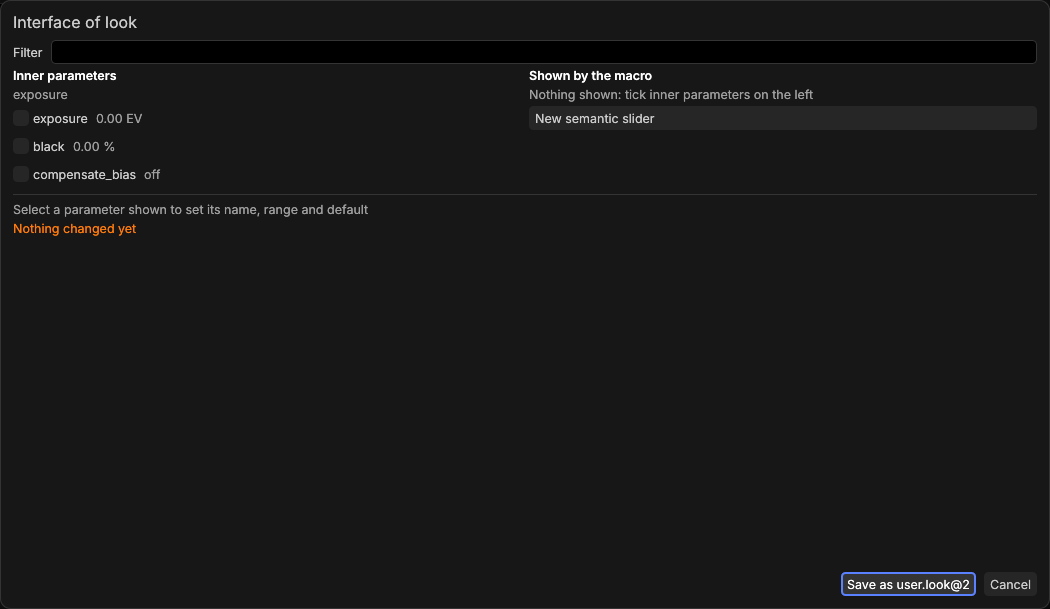 Interface of look
Filter
Inner parameters
exposure
exposure 0.00 EV
black 0.00 %
compensate_bias off
Shown by the macro
Nothing shown: tick inner parameters on the left
New semantic slider
Select a parameter shown to set its name, range and default
Nothing changed yet
Save as user.look@2
Cancel